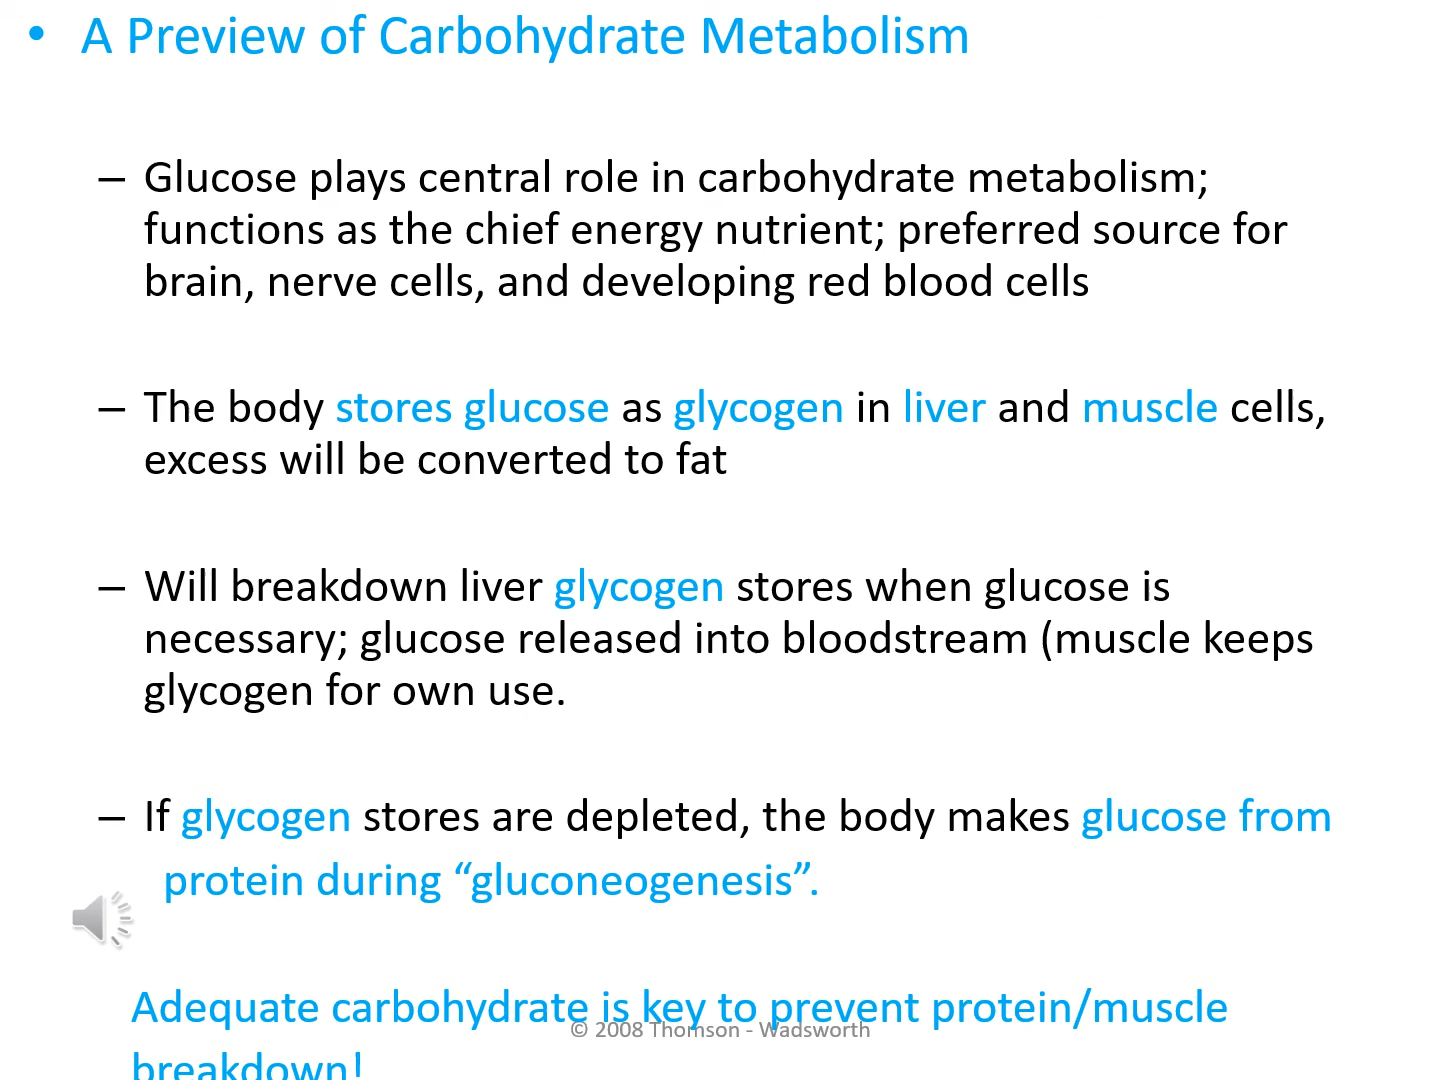 • A Preview of Carbohydrate Metabolism
– Glucose plays central role in carbohydrate metabolism;
functions as the chief energy nutrient; preferred source for
brain, nerve cells, and developing red blood cells
– The body stores glucose as glycogen in liver and muscle cells,
excess will be converted to fat
– Will breakdown liver glycogen stores when glucose is
necessary; glucose released into bloodstream (muscle keeps
glycogen for own use.
– If glycogen stores are depleted, the body makes glucose from
protein during “gluconeogenesis”.
Adequate carbohydrate is key to prevent protein/muscle
© 2008 Thomson - Wadsworth
breakdown!